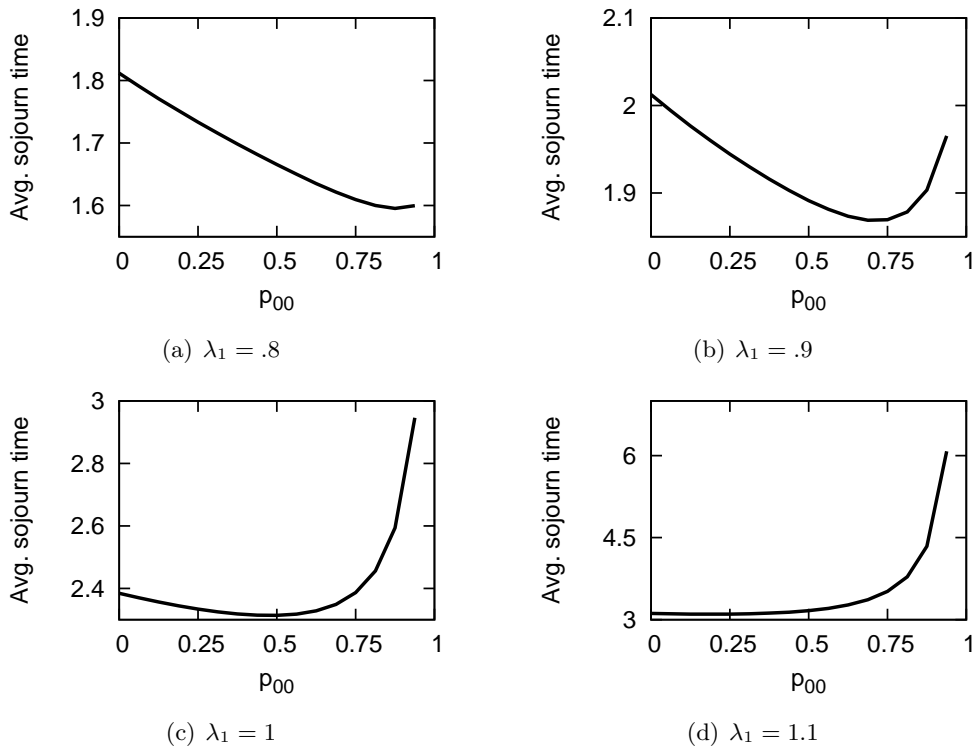 Avg. sojourn time
1.9
1.8
1.7
1.6
0 0.25 0.5 0.75 1
p00
(a) λ1 = .8
Avg. sojourn time
2.1
2
1.9
0 0.25 0.5 0.75 1
p00
(b) λ1 = .9
Avg. sojourn time
3
2.8
2.6
2.4
0 0.25 0.5 0.75 1
p00
(c) λ1 = 1
Avg. sojourn time
6
4.5
3
0 0.25 0.5 0.75 1
p00
(d) λ1 = 1.1